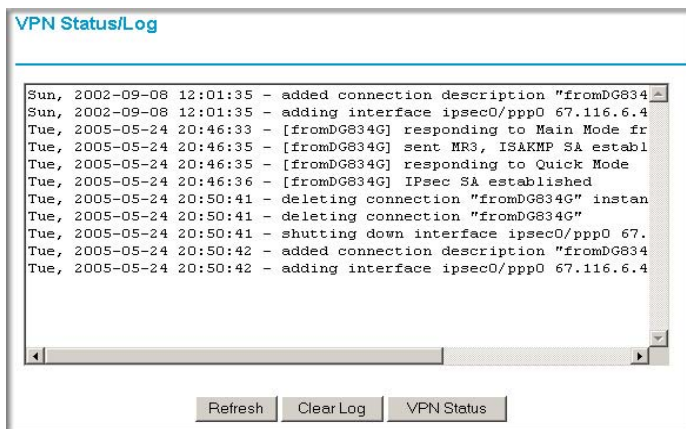 VPN Status/Log
Sun, 2002-09-08 12:01:35 - added connection description "fromDG834
Sun, 2002-09-08 12:01:35 - adding interface ipsec0/ppp0 67.116.6.4
Tue, 2005-05-24 20:46:33 - [fromDG834G] responding to Main Mode fr
Tue, 2005-05-24 20:46:35 - [fromDG834G] sent MR3, ISAKMP SA establ
Tue, 2005-05-24 20:46:35 - [fromDG834G] responding to Quick Mode
Tue, 2005-05-24 20:46:36 - [fromDG834G] IPsec SA established
Tue, 2005-05-24 20:50:41 - deleting connection "fromDG834G" instan
Tue, 2005-05-24 20:50:41 - deleting connection "fromDG834G"
Tue, 2005-05-24 20:50:41 - shutting down interface ipsec0/ppp0 67.
Tue, 2005-05-24 20:50:42 - added connection description "fromDG834
Tue, 2005-05-24 20:50:42 - adding interface ipsec0/ppp0 67.116.6.4
Refresh Clear Log VPN Status